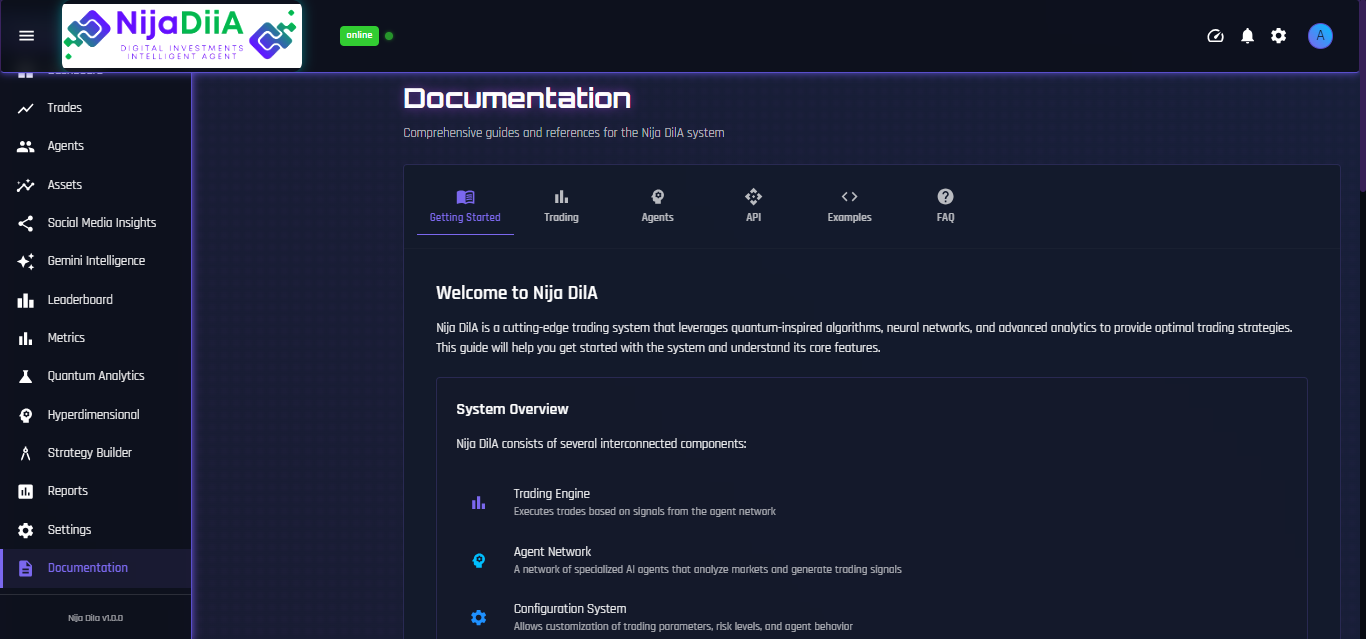 NijaDiiA
DIGITAL INVESTMENTS
INTELLIGENT AGENT
online
A
Dashboard
Trades
Agents
Assets
Social Media Insights
Gemini Intelligence
Leaderboard
Metrics
Quantum Analytics
Hyperdimensional
Strategy Builder
Reports
Settings
Documentation
Nija Diia v1.0.0
Documentation
Comprehensive guides and references for the Nija DiIA system
Getting Started
Trading
Agents
API
Examples
FAQ
Welcome to Nija DiIA
Nija DiIA is a cutting-edge trading system that leverages quantum-inspired algorithms, neural networks, and advanced analytics to provide optimal trading strategies.
This guide will help you get started with the system and understand its core features.
System Overview
Nija DiIA consists of several interconnected components:
Trading Engine
Executes trades based on signals from the agent network
Agent Network
A network of specialized AI agents that analyze markets and generate trading signals
Configuration System
Allows customization of trading parameters, risk levels, and agent behavior